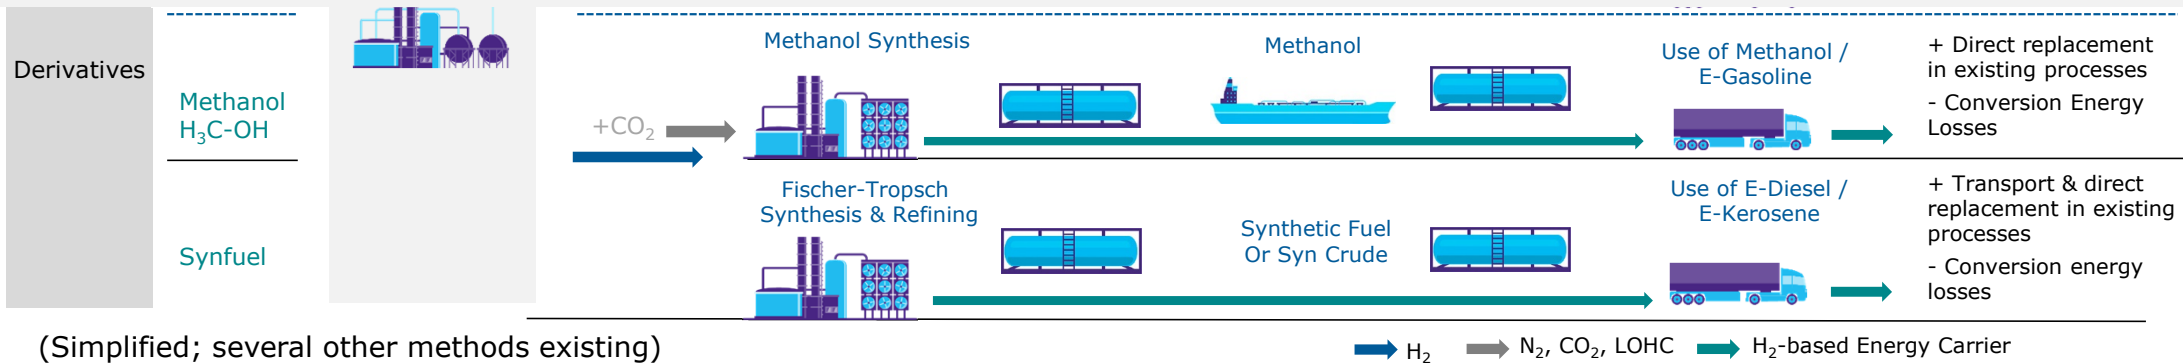 Derivatives
Methanol
H₃C-OH
+CO₂
Methanol Synthesis
Methanol
Use of Methanol /
E-Gasoline
+ Direct replacement
in existing processes
- Conversion Energy
Losses
Synfuel
Fischer-Tropsch
Synthesis & Refining
Synthetic Fuel
Or Syn Crude
Use of E-Diesel /
E-Kerosene
+ Transport & direct
replacement in existing
processes
- Conversion energy
losses
(Simplified; several other methods existing)
H₂
N₂, CO₂, LOHC
H₂-based Energy Carrier